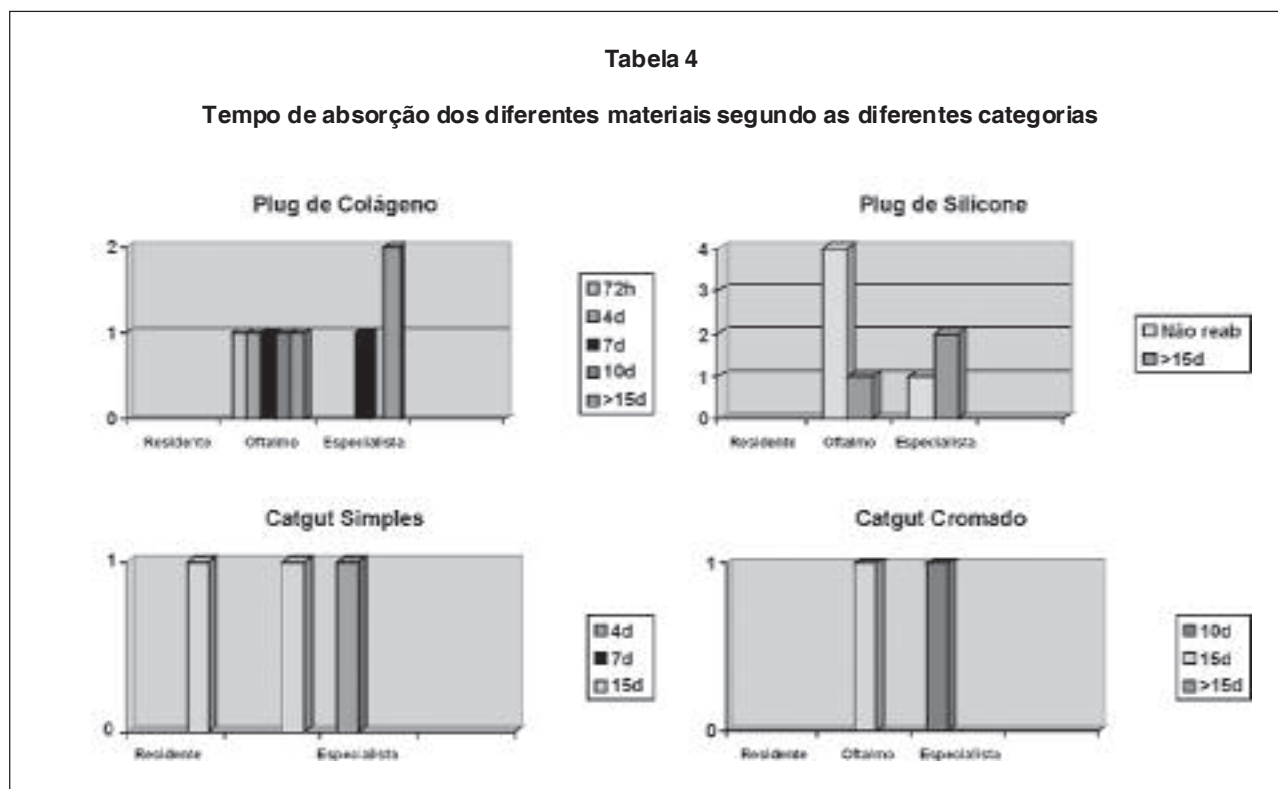 Tabela 4
Tempo de absorção dos diferentes materiais segundo as diferentes categorias
Plug de Colágeno
2
1
0
Residente Oftalmo Especialista
72h
4d
7d
10d
>15d
Plug de Silicone
4
3
2
1
0
Residente Oftalmo Especialista
Não reab
>15d
Catgut Simples
1
0
Residente Especialista
4d
7d
15d
Catgut Cromado
1
0
Residente Oftalmo Especialista
10d
15d
>15d